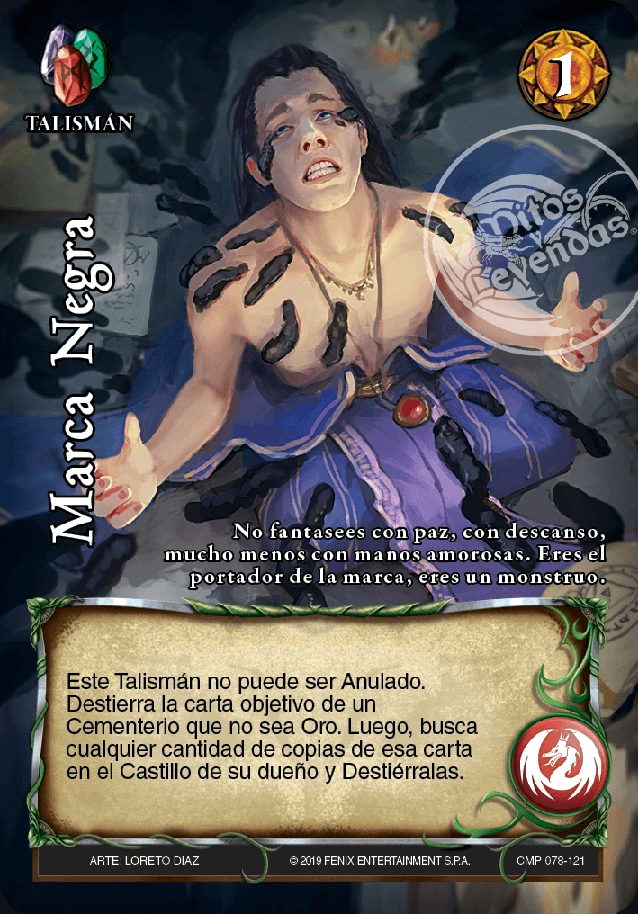 1
TALISMÁN
Mitos
y
Leyendas
Marca Negra
No fantasees con paz, con descanso,
mucho menos con manos amorosas. Eres el
portador de la marca, eres un monstruo.
Este Talismán no puede ser Anulado.
Destierra la carta objetivo de un
Cementerio que no sea Oro. Luego, busca
cualquier cantidad de copias de esa carta
en el Castillo de su dueño y Destiérralas.
ARTE: LORETO DIAZ
© 2019 FENIX ENTERTAINMENT S.P.A.
CMP 078-121